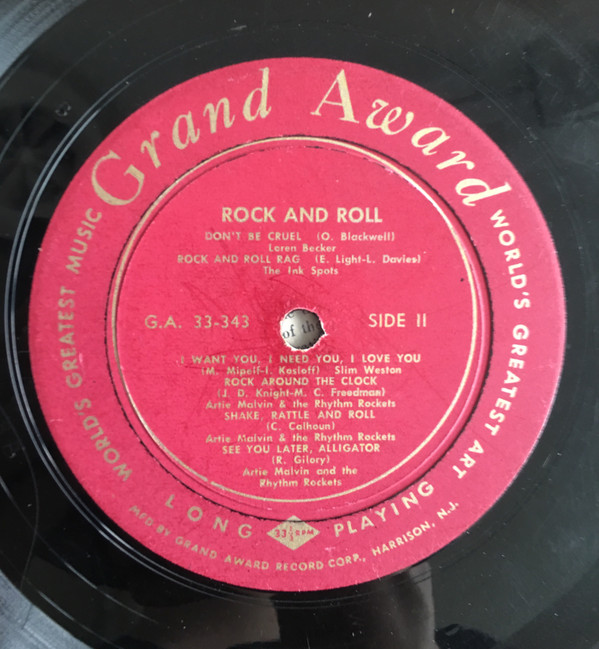 Grand Award
WORLD'S GREATEST MUSIC
WORLD'S GREATEST ART
ROCK AND ROLL
DON'T BE CRUEL (O. Blackwell)
Loren Becker
ROCK AND ROLL RAG (E. Light-L. Davies)
The Ink Spots
G.A. 33-343
SIDE II
of the
I WANT YOU, I NEED YOU, I LOVE YOU
(M. Mipelf-I. Kosloff) Slim Weston
ROCK AROUND THE CLOCK
(J. D. Knight-M. C. Freedman)
Artie Malvin & the Rhythm Rockets
SHAKE, RATTLE AND ROLL
(C. Calhoun)
Artie Malvin & the Rhythm Rockets
SEE YOU LATER, ALLIGATOR
(R. Gilory)
Artie Malvin and the
Rhythm Rockets
LONG PLAYING
33⅓ RPM
MFD BY GRAND AWARD RECORD CORP., HARRISON, N.J.